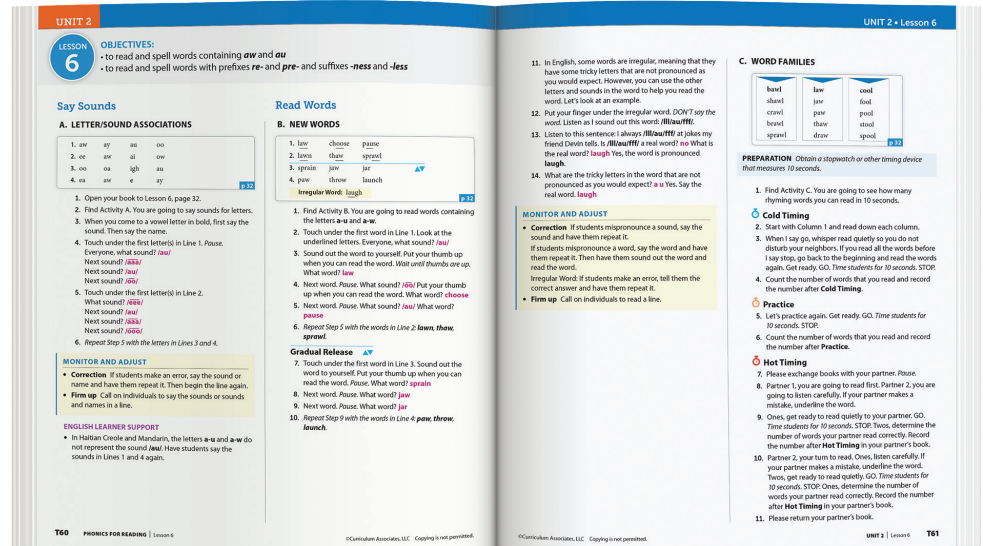 UNIT 2
LESSON
6
OBJECTIVES:
• to read and spell words containing aw and au
• to read and spell words with prefixes re- and pre- and suffixes -ness and -less
Say Sounds
A. LETTER/SOUND ASSOCIATIONS
1. aw ay au oo
2. ee aw ai ow
3. oo oa igh au
4. ea aw e ay
p 32
1. Open your book to Lesson 6, page 32.
2. Find Activity A. You are going to say sounds for letters.
3. When you come to a vowel letter in bold, first say the
sound. Then say the name.
4. Touch under the first letter(s) in Line 1. Pause.
Everyone, what sound? /au/
Next sound? /āāā/
Next sound? /au/
Next sound? /o͞o/
5. Touch under the first letter(s) in Line 2.
What sound? /ēēē/
Next sound? /au/
Next sound? /āāā/
Next sound? /ōōō/
6. Repeat Step 5 with the letters in Lines 3 and 4.
MONITOR AND ADJUST
• Correction If students make an error, say the sound or
name and have them repeat it. Then begin the line again.
• Firm up Call on individuals to say the sounds or sounds
and names in a line.
ENGLISH LEARNER SUPPORT
• In Haitian Creole and Mandarin, the letters a-u and a-w do
not represent the sound /au/. Have students say the
sounds in Lines 1 and 4 again.
T60 PHONICS FOR READING | Lesson 6
Read Words
B. NEW WORDS
1. law choose pause
2. lawn thaw sprawl
3. sprain jaw jar
4. paw throw launch
Irregular Word: laugh
p 32
1. Find Activity B. You are going to read words containing
the letters a-u and a-w.
2. Touch under the first word in Line 1. Look at the
underlined letters. Everyone, what sound? /au/
3. Sound out the word to yourself. Put your thumb up
when you can read the word. Wait until thumbs are up.
What word? law
4. Next word. Pause. What sound? /o͞o/ Put your thumb
up when you can read the word. What word? choose
5. Next word. Pause. What sound? /au/ What word?
pause
6. Repeat Step 5 with the words in Line 2: lawn, thaw,
sprawl.
Gradual Release
7. Touch under the first word in Line 3. Sound out the
word to yourself. Put your thumb up when you can
read the word. Pause. What word? sprain
8. Next word. Pause. What word? jaw
9. Next word. Pause. What word? jar
10. Repeat Step 9 with the words in Line 4: paw, throw,
launch.
©Curriculum Associates, LLC Copying is not permitted.
UNIT 2 • Lesson 6
11. In English, some words are irregular, meaning that they
have some tricky letters that are not pronounced as
you would expect. However, you can use the other
letters and sounds in the word to help you read the
word. Let's look at an example.
12. Put your finger under the irregular word. DON'T say the
word. Listen as I sound out this word: /lll/au/fff/.
13. Listen to this sentence: I always /lll/au/fff/ at jokes my
friend Devin tells. Is /lll/au/fff/ a real word? no What is
the real word? laugh Yes, the word is pronounced
laugh.
14. What are the tricky letters in the word that are not
pronounced as you would expect? a u Yes. Say the
real word. laugh
MONITOR AND ADJUST
• Correction If students mispronounce a sound, say the
sound and have them repeat it.
If students mispronounce a word, say the word and have
them repeat it. Then have them sound out the word and
read the word.
Irregular Word: If students make an error, tell them the
correct answer and have them repeat it.
• Firm up Call on individuals to read a line.
©Curriculum Associates, LLC Copying is not permitted.
C. WORD FAMILIES
bawl law cool
shawl jaw fool
crawl paw pool
brawl thaw stool
sprawl draw spool
p 32
PREPARATION Obtain a stopwatch or other timing device
that measures 10 seconds.
1. Find Activity C. You are going to see how many
rhyming words you can read in 10 seconds.
Cold Timing
2. Start with Column 1 and read down each column.
3. When I say go, whisper read quietly so you do not
disturb your neighbors. If you read all the words before
I say stop, go back to the beginning and read the words
again. Get ready. GO. Time students for 10 seconds. STOP.
4. Count the number of words that you read and record
the number after Cold Timing.
Practice
5. Let's practice again. Get ready. GO. Time students for
10 seconds. STOP.
6. Count the number of words that you read and record
the number after Practice.
Hot Timing
7. Please exchange books with your partner. Pause.
8. Partner 1, you are going to read first. Partner 2, you are
going to listen carefully. If your partner makes a
mistake, underline the word.
9. Ones, get ready to read quietly to your partner. GO.
Time students for 10 seconds. STOP. Twos, determine the
number of words your partner read correctly. Record
the number after Hot Timing in your partner's book.
10. Partner 2, your turn to read. Ones, listen carefully. If
your partner makes a mistake, underline the word.
Twos, get ready to read quietly. GO. Time students for
10 seconds. STOP. Ones, determine the number of
words your partner read correctly. Record the number
after Hot Timing in your partner's book.
11. Please return your partner's book.
UNIT 2 | Lesson 6 T61